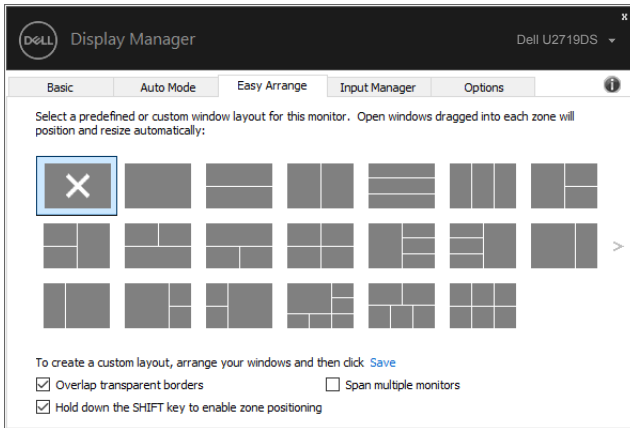 x
DELL Display Manager Dell U2719DS
Basic Auto Mode Easy Arrange Input Manager Options
Select a predefined or custom window layout for this monitor. Open windows dragged into each zone will
position and resize automatically:
To create a custom layout, arrange your windows and then click Save
Overlap transparent borders Span multiple monitors
Hold down the SHIFT key to enable zone positioning